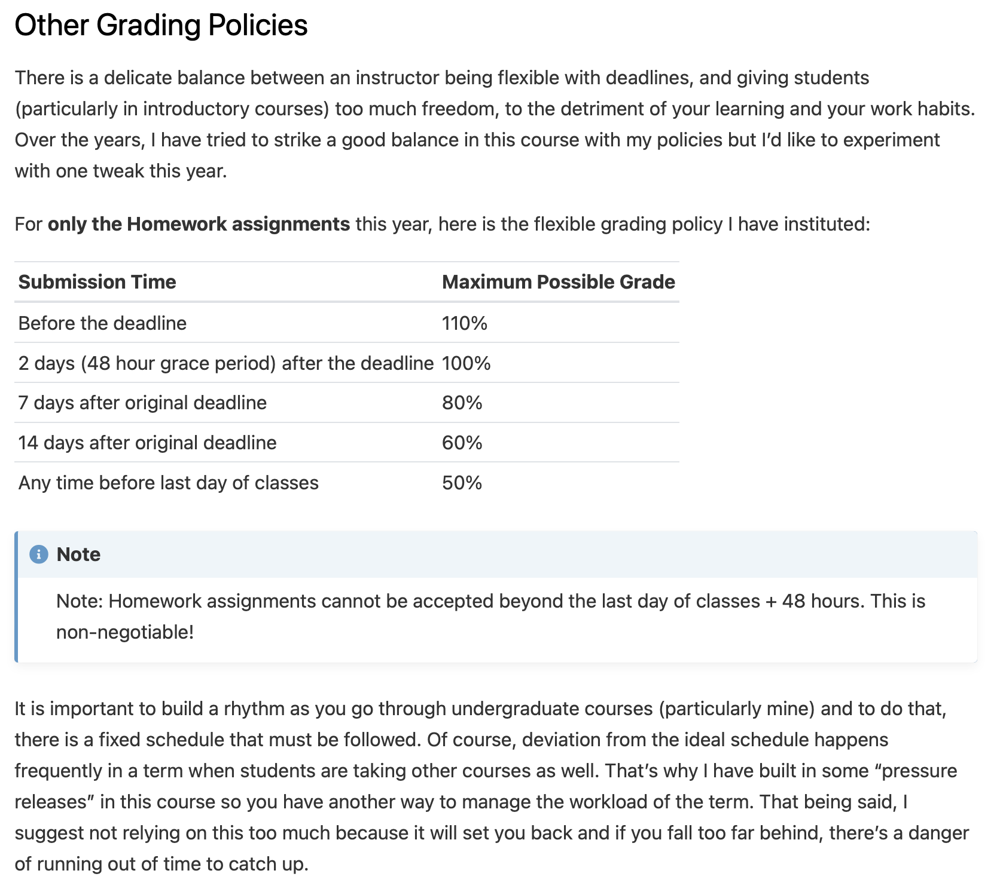 Other Grading Policies
There is a delicate balance between an instructor being flexible with deadlines, and giving students
(particularly in introductory courses) too much freedom, to the detriment of your learning and your work habits.
Over the years, I have tried to strike a good balance in this course with my policies but I’d like to experiment
with one tweak this year.
For only the Homework assignments this year, here is the flexible grading policy I have instituted:
Submission Time Maximum Possible Grade
Before the deadline 110%
2 days (48 hour grace period) after the deadline 100%
7 days after original deadline 80%
14 days after original deadline 60%
Any time before last day of classes 50%
Note
Note: Homework assignments cannot be accepted beyond the last day of classes + 48 hours. This is
non-negotiable!
It is important to build a rhythm as you go through undergraduate courses (particularly mine) and to do that,
there is a fixed schedule that must be followed. Of course, deviation from the ideal schedule happens
frequently in a term when students are taking other courses as well. That’s why I have built in some “pressure
releases” in this course so you have another way to manage the workload of the term. That being said, I
suggest not relying on this too much because it will set you back and if you fall too far behind, there’s a danger
of running out of time to catch up.